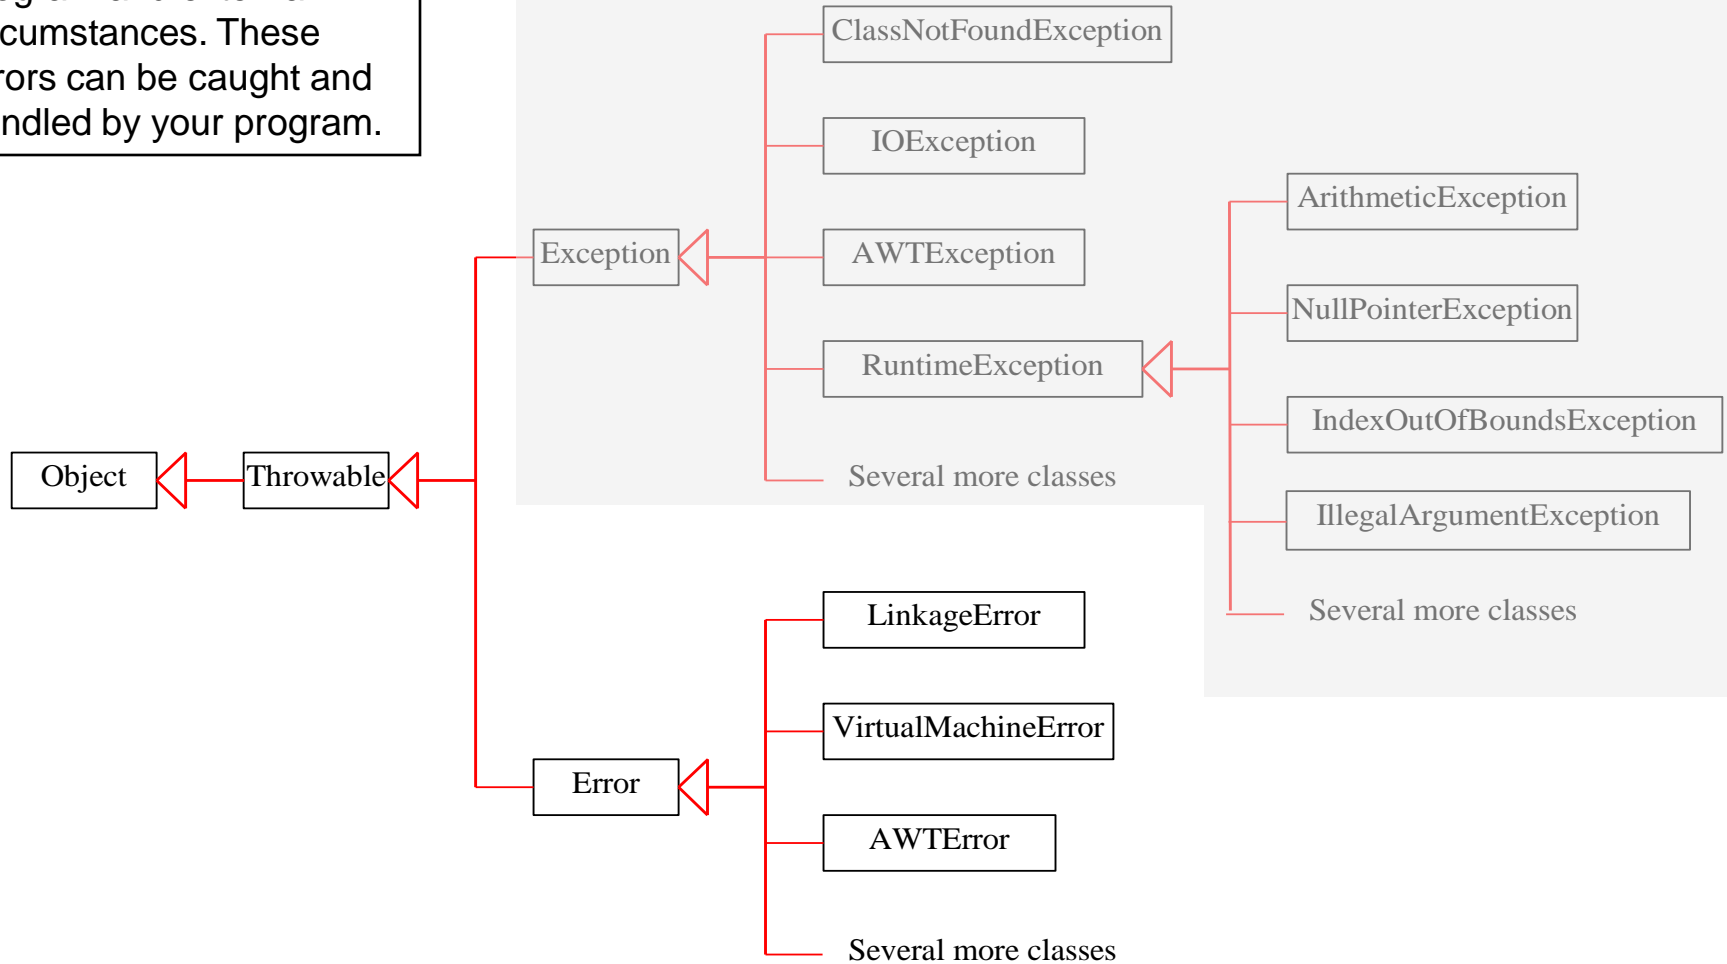 cumstances. These
rors can be caught and
ndled by your program.
ClassNotFoundException
IOException
ArithmeticException
Exception
AWTException
NullPointerException
RuntimeException
IndexOutOfBoundsException
Object
Throwable
Several more classes
IllegalArgumentException
LinkageError
Several more classes
VirtualMachineError
Error
AWTError
Several more classes